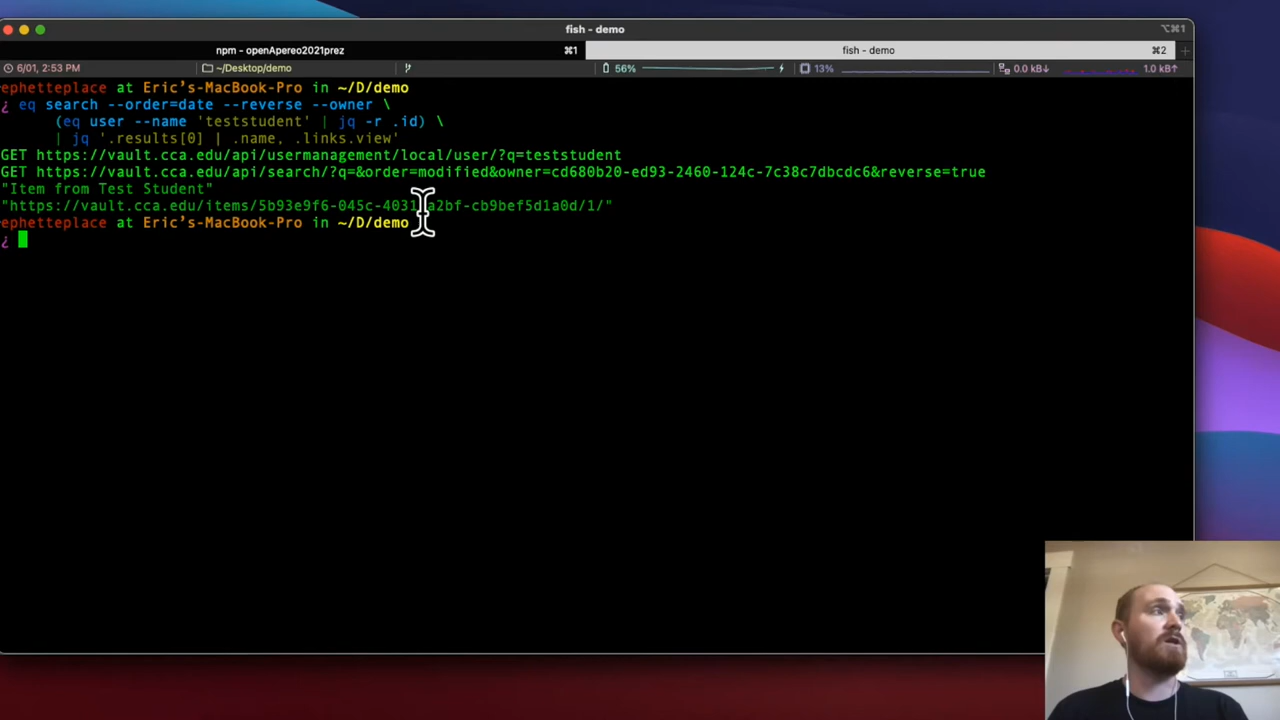 fish - demo
⌥⌘1
npm - openApereo2021prez ⌘1 fish - demo ⌘2 +
6/01, 2:53 PM ~/Desktop/demo 56% 13% 0.0 kB↓ 1.0 kB↑
ephetteplace at Eric’s-MacBook-Pro in ~/D/demo
¿ eq search --order=date --reverse --owner \
(eq user --name 'teststudent' | jq -r .id) \
| jq '.results[0] | .name, .links.view'
GET https://vault.cca.edu/api/usermanagement/local/user/?q=teststudent
GET https://vault.cca.edu/api/search/?q=&order=modified&owner=cd680b20-ed93-2460-124c-7c38c7dbcdc6&reverse=true
"Item from Test Student"
"https://vault.cca.edu/items/5b93e9f6-045c-4031-a2bf-cb9bef5d1a0d/1/"
ephetteplace at Eric’s-MacBook-Pro in ~/D/demo
¿